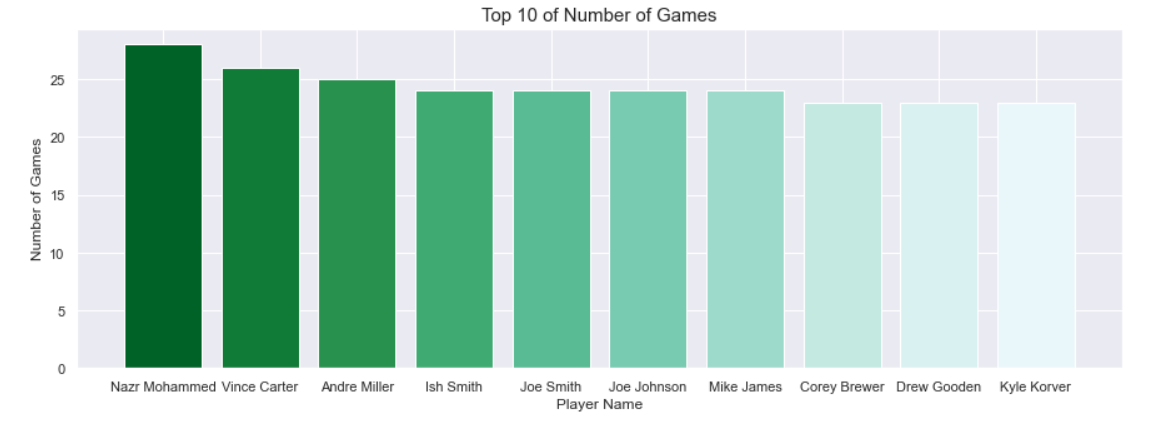 Top 10 of Number of Games
Number of Games
25
20
15
10
5
0
Nazr Mohammed Vince Carter Andre Miller Ish Smith Joe Smith Joe Johnson Mike James Corey Brewer Drew Gooden Kyle Korver
Player Name